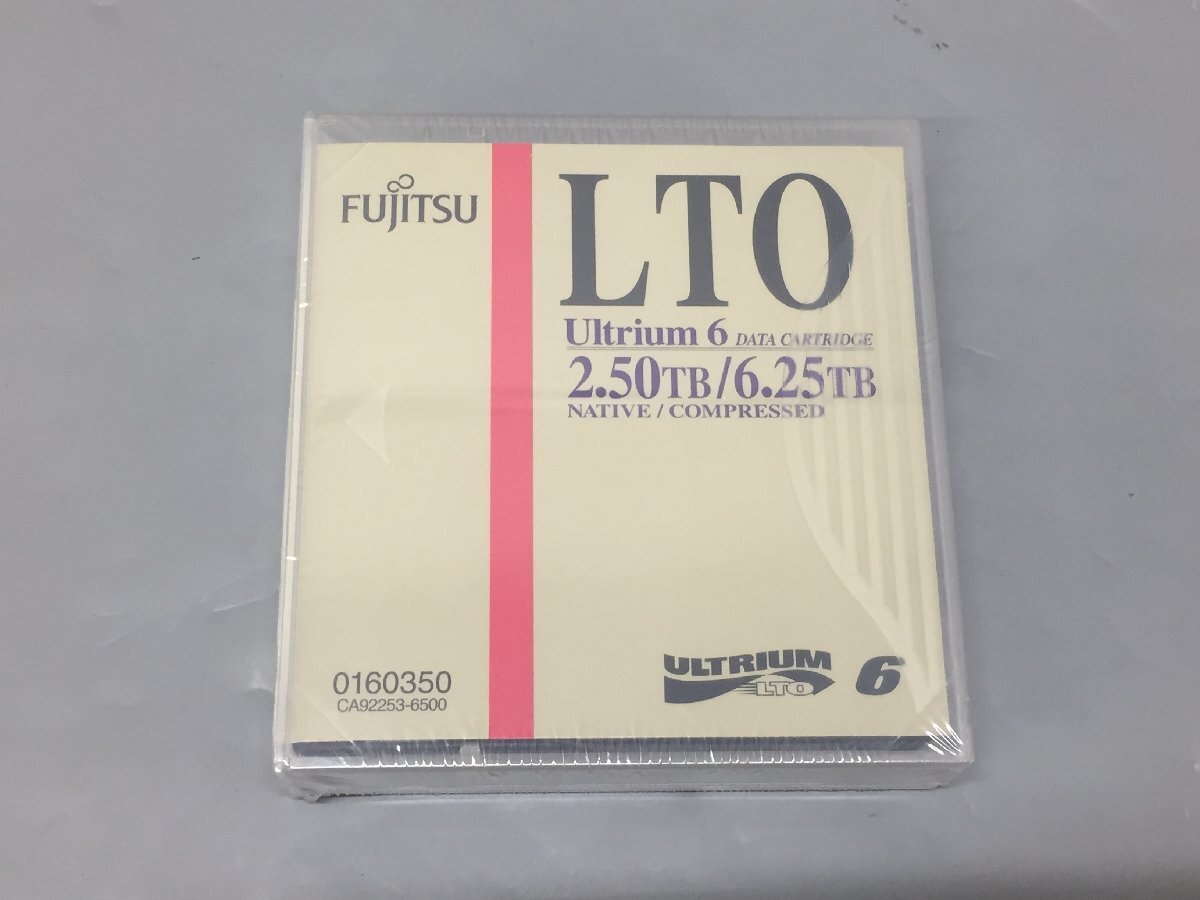 FUJITSU
LTO
Ultrium 6 DATA CARTRIDGE
2.50TB/6.25TB
NATIVE / COMPRESSED
0160350
CA92253-6500
ULTRIUM 6
LTO